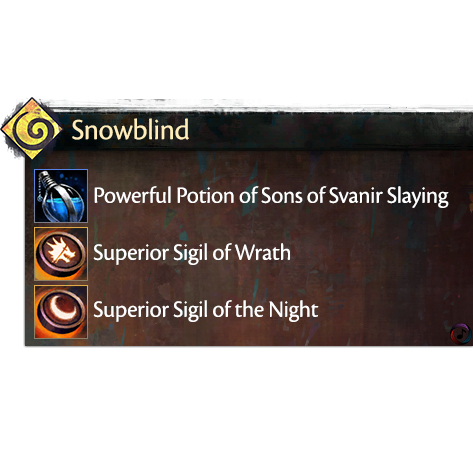 Snowblind
Powerful Potion of Sons of Svanir Slaying
Superior Sigil of Wrath
Superior Sigil of the Night